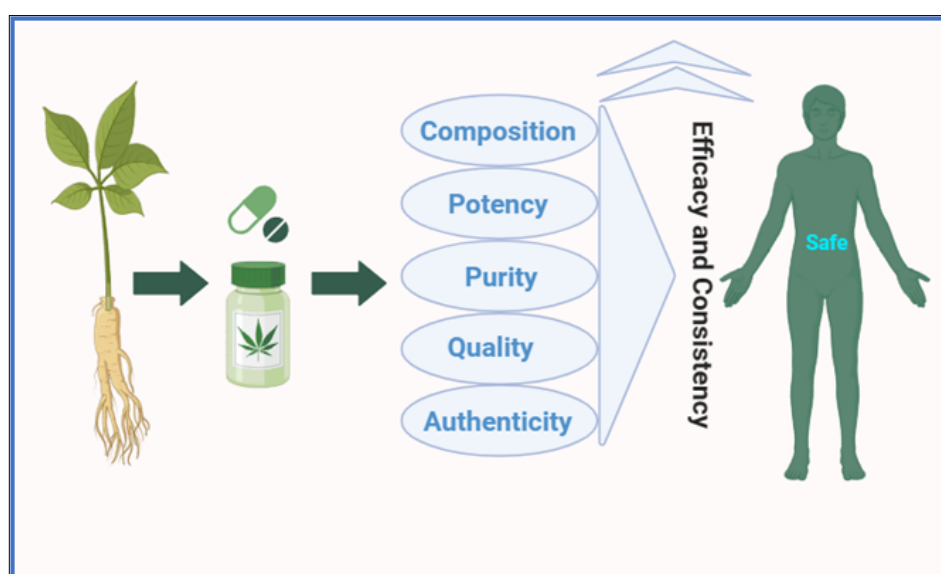 Composition
Potency
Purity
Quality
Authenticity
Efficacy and Consistency
Safe